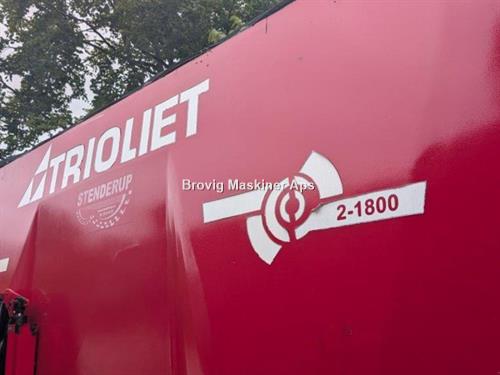 TRIOLIET
STENDERUP
Brovig Maskiner Aps
2-1800